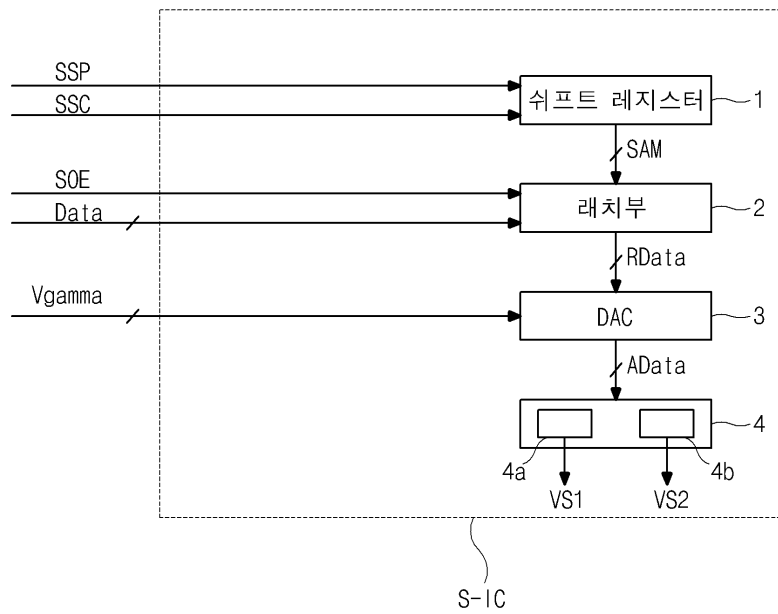 SSP
쉬프트 레지스터
1
SSC
SAM
SOE
래치부
2
Data
RData
Vgamma
DAC
3
AData
4
4a
4b
VS1
VS2
S-IC